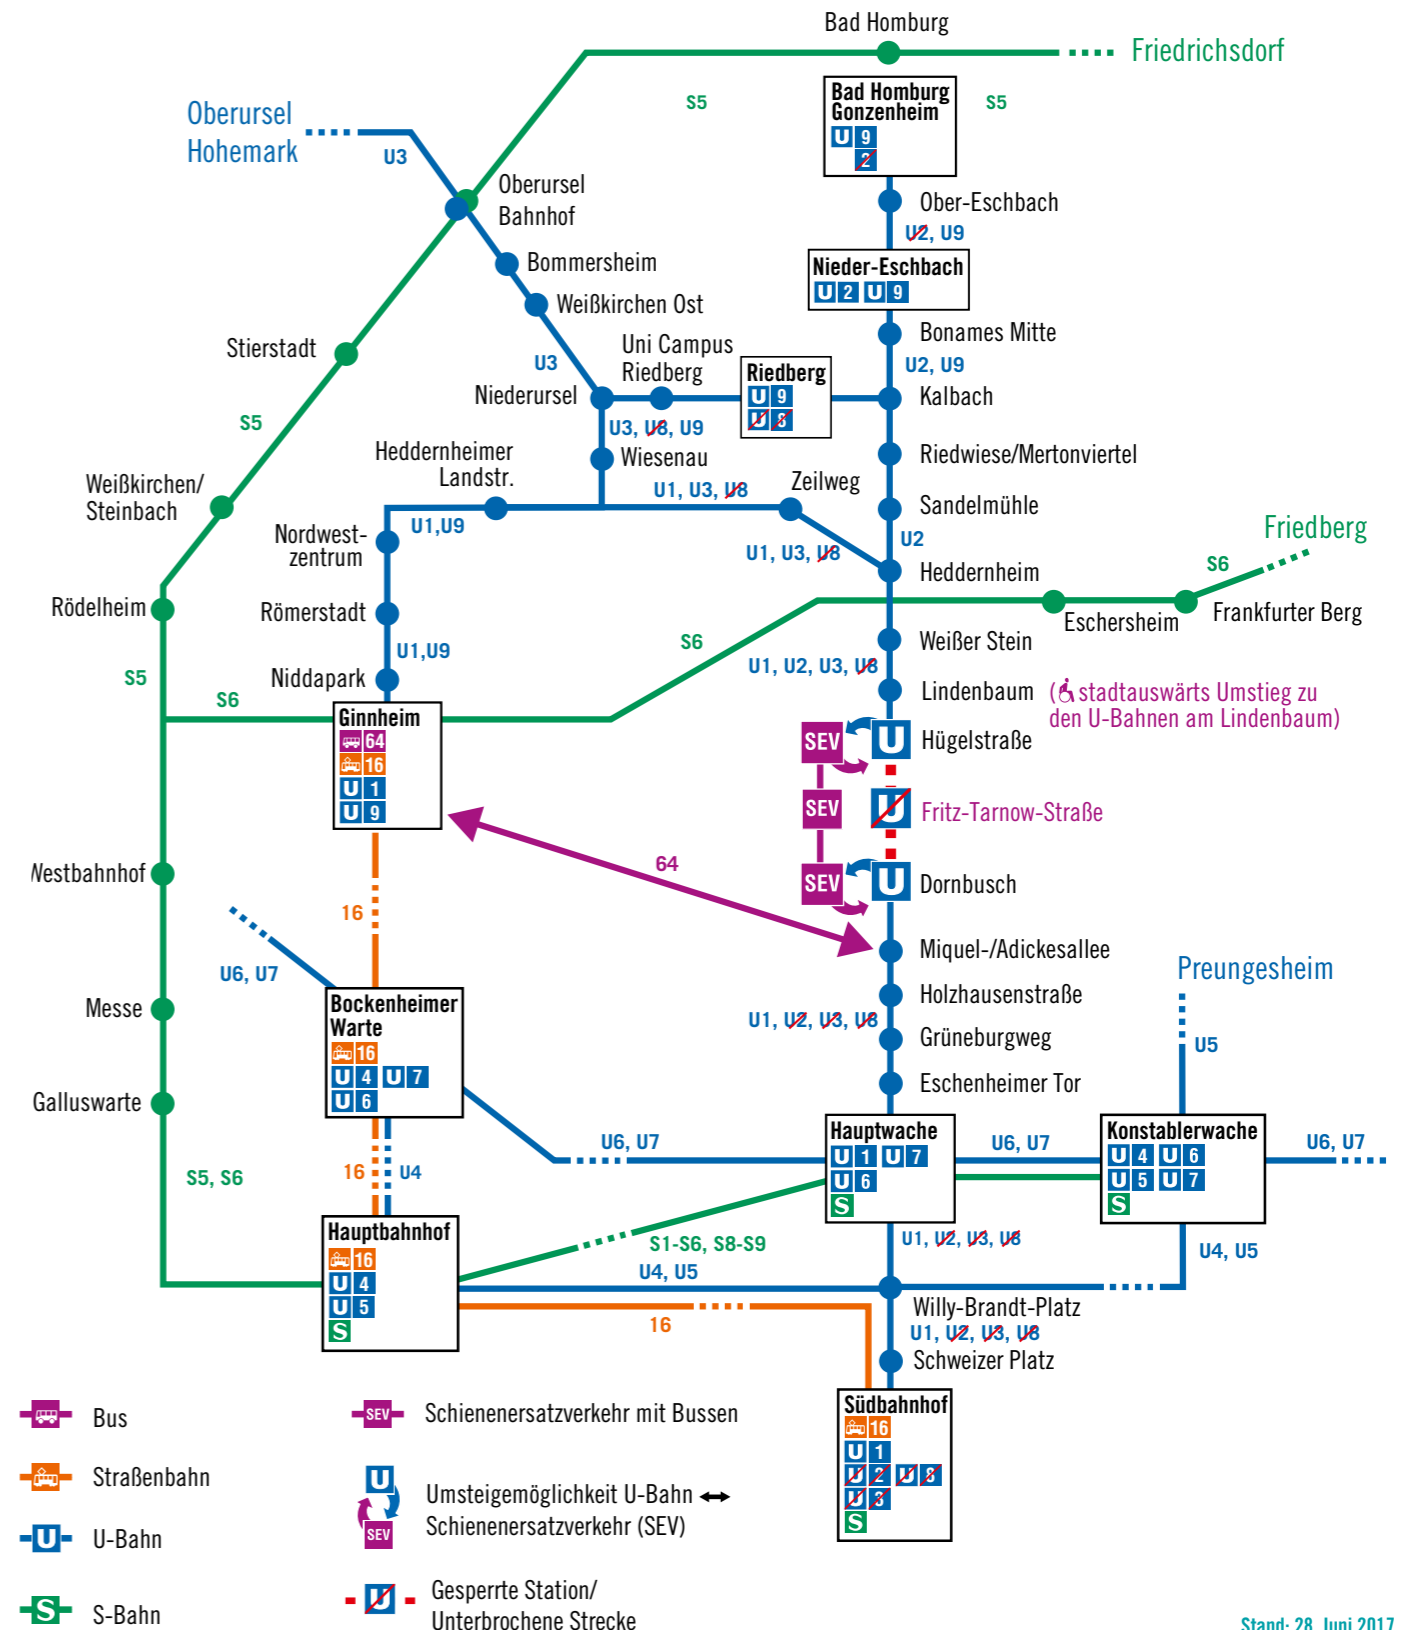 Bad Homburg
Friedrichsdorf
S5
S5
Bad Homburg
Gonzenheim
U 9
2
Oberursel
Hohemark
U3
Oberursel
Bahnhof
Ober-Eschbach
U2, U9
Bommersheim
Nieder-Eschbach
U 2 U 9
Weißkirchen Ost
Bonames Mitte
Stierstadt
Uni Campus
Riedberg
U3
Riedberg
U 9
U 8
U2, U9
Niederursel
Kalbach
S5
U3, U8, U9
Heddernheimer
Landstr.
Wiesenau
Riedwiese/Mertonviertel
Weißkirchen/
Steinbach
U1, U3, U8
Zeilweg
Sandelmühle
U1,U9
Nordwest-
zentrum
U2
Friedberg
U1, U3, U8
S6
Heddernheim
Rödelheim
Römerstadt
Eschersheim
Frankfurter Berg
U1,U9
S6
Weißer Stein
U1, U2, U3, U8
S5
Niddapark
S6
Lindenbaum
(stadtauswärts Umstieg zu
den U-Bahnen am Lindenbaum)
Ginnheim
64
16
U 1
U 9
SEV
U
Hügelstraße
SEV
U
Fritz-Tarnow-Straße
64
Westbahnhof
SEV
U
Dornbusch
16
Miquel-/Adickesallee
U6, U7
Preungesheim
Bockenheimer
Warte
16
U 4 U 7
U 6
Holzhausenstraße
Messe
U1, U2, U3, U8
Grüneburgweg
U5
Eschenheimer Tor
Galluswarte
Hauptwache
U 1 U 7
U 6
S
Konstablerwache
U 4 U 6
U 5 U 7
S
U6, U7
U6, U7
U6, U7
S5, S6
16
U4
Hauptbahnhof
16
U 4
U 5
S
S1-S6, S8-S9
U1, U2, U3, U8
U4, U5
U4, U5
Willy-Brandt-Platz
16
U1, U2, U3, U8
Schweizer Platz
Südbahnhof
16
U 1
U 2 U 8
U 3
S
Bus
SEV
Schienenersatzverkehr mit Bussen
Straßenbahn
U
SEV
Umsteigemöglichkeit U-Bahn
Schienenersatzverkehr (SEV)
U
U-Bahn
U
Gesperrte Station/
Unterbrochene Strecke
S
S-Bahn
Stand: 28. Juni 2017